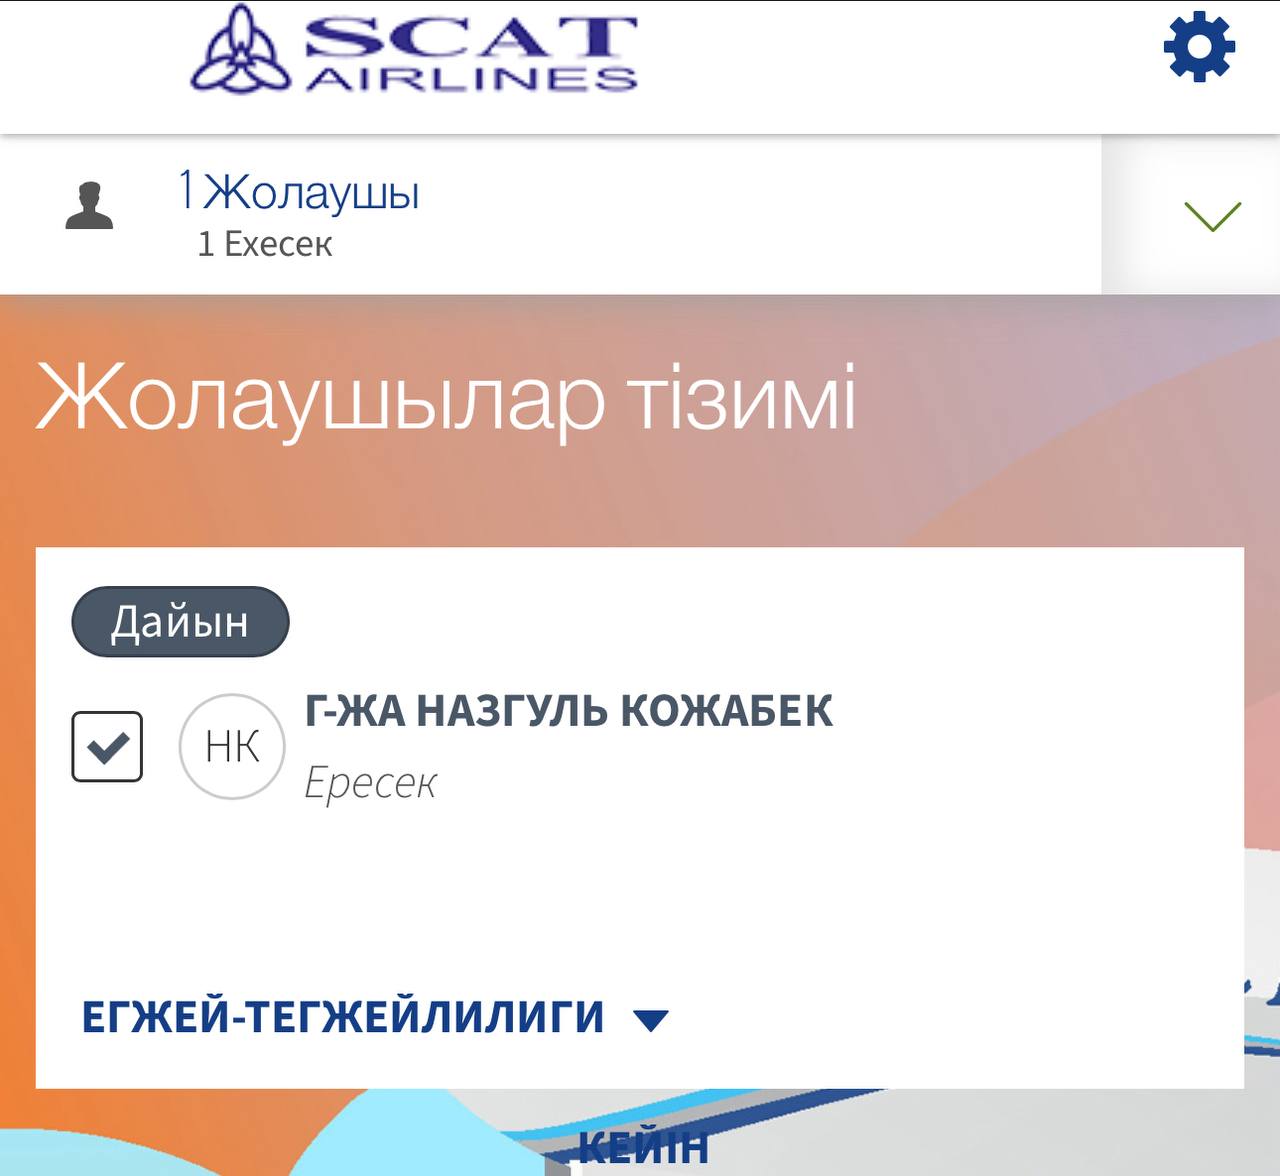 SCAT
AIRLINES
1 Жолаушы
1 Ехесек
Жолаушылар тізимі
Дайын
НК
Г-ЖА НАЗГУЛЬ КОЖАБЕК
Ересек
ЕГЖЕЙ-ТЕГЖЕЙЛИЛИГИ
КЕЙІН